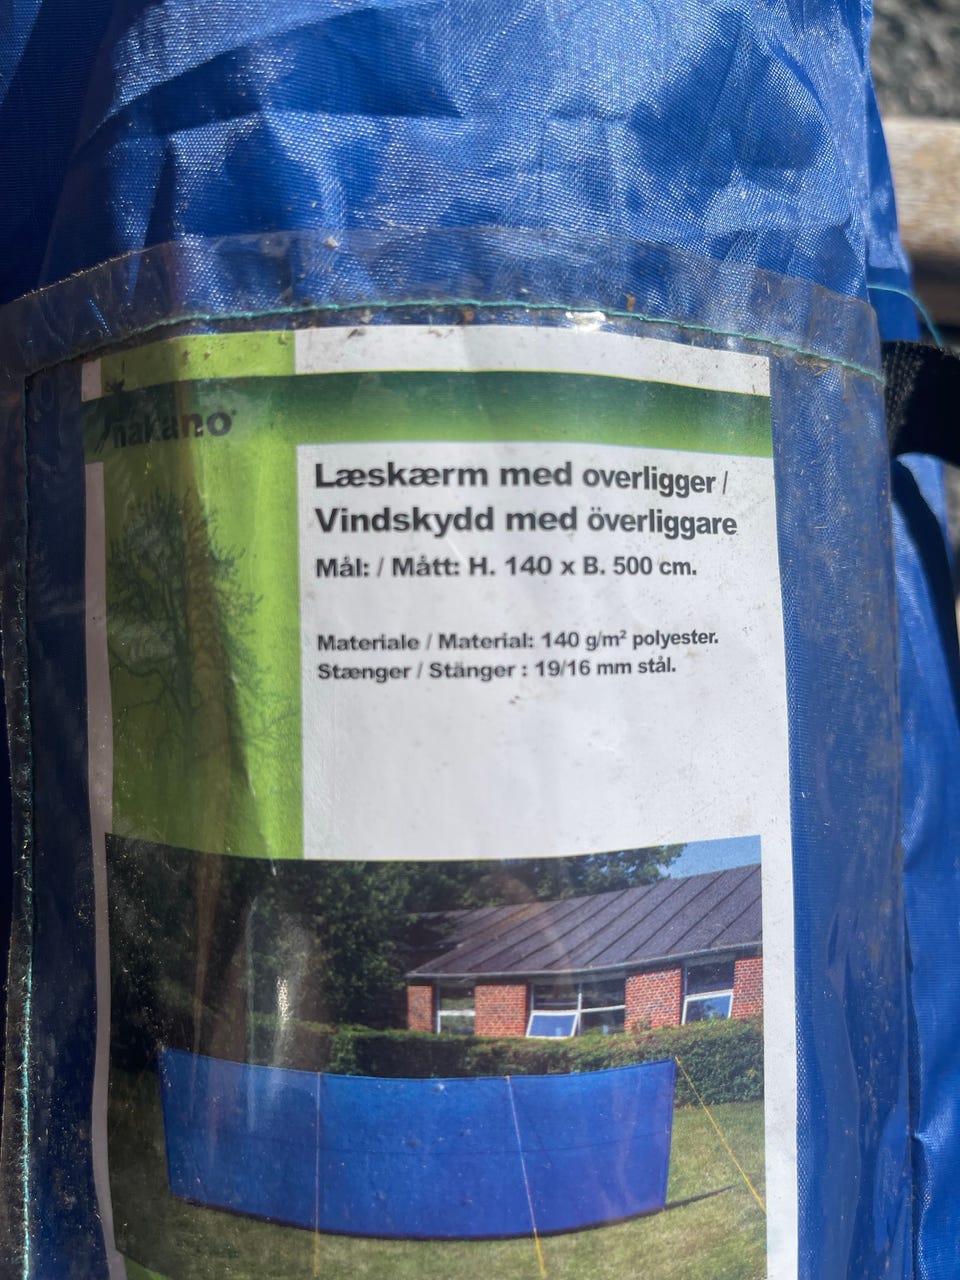 nakano®
Læskærm med overligger /
Vindskydd med överliggare
Mål: / Mått: H. 140 x B. 500 cm.
Materiale / Material: 140 g/m² polyester.
Stænger / Stänger : 19/16 mm stål.